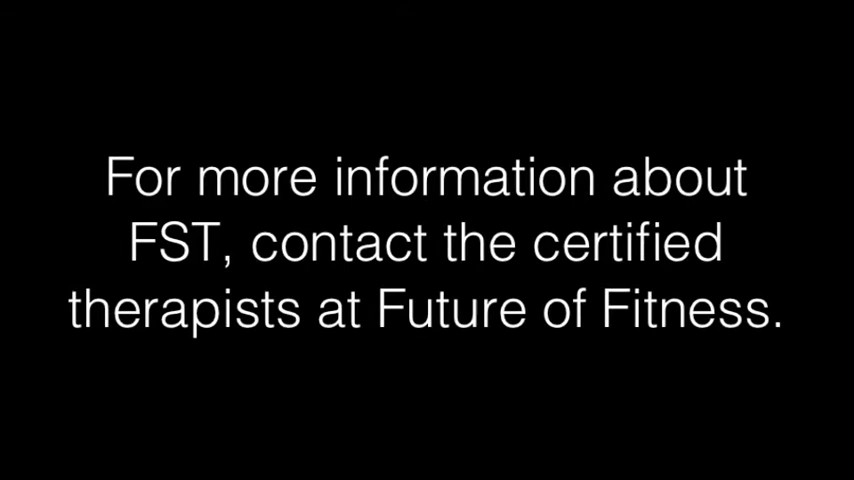 For more information about
FST, contact the certified
therapists at Future of Fitness.